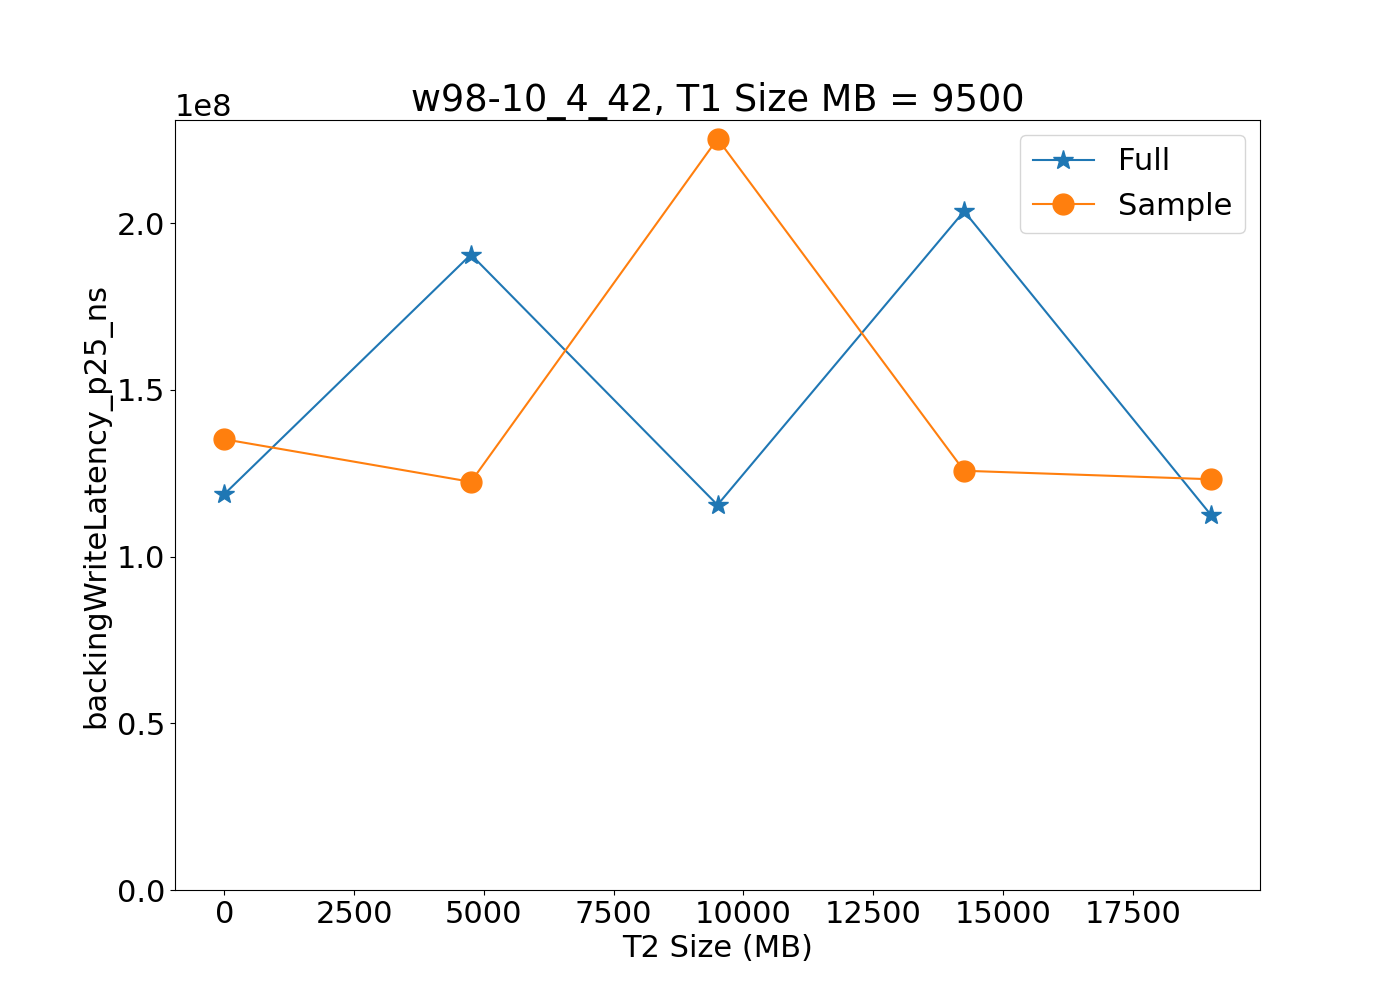 w98-10_4_42, T1 Size MB = 9500
1e8
Full
Sample
2.0
1.5
1.0
0.5
0.0
backingWriteLatency_p25_ns
0 2500 5000 7500 10000 12500 15000 17500
T2 Size (MB)